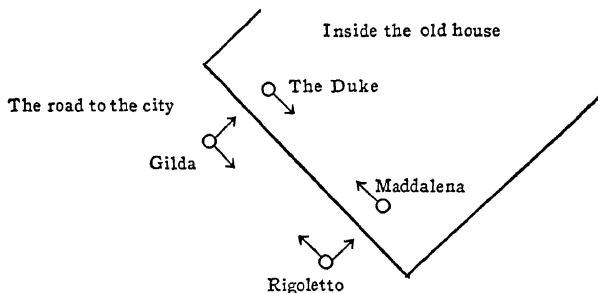 Inside the old house
The Duke
The road to the city
Gilda
Maddalena
Rigoletto